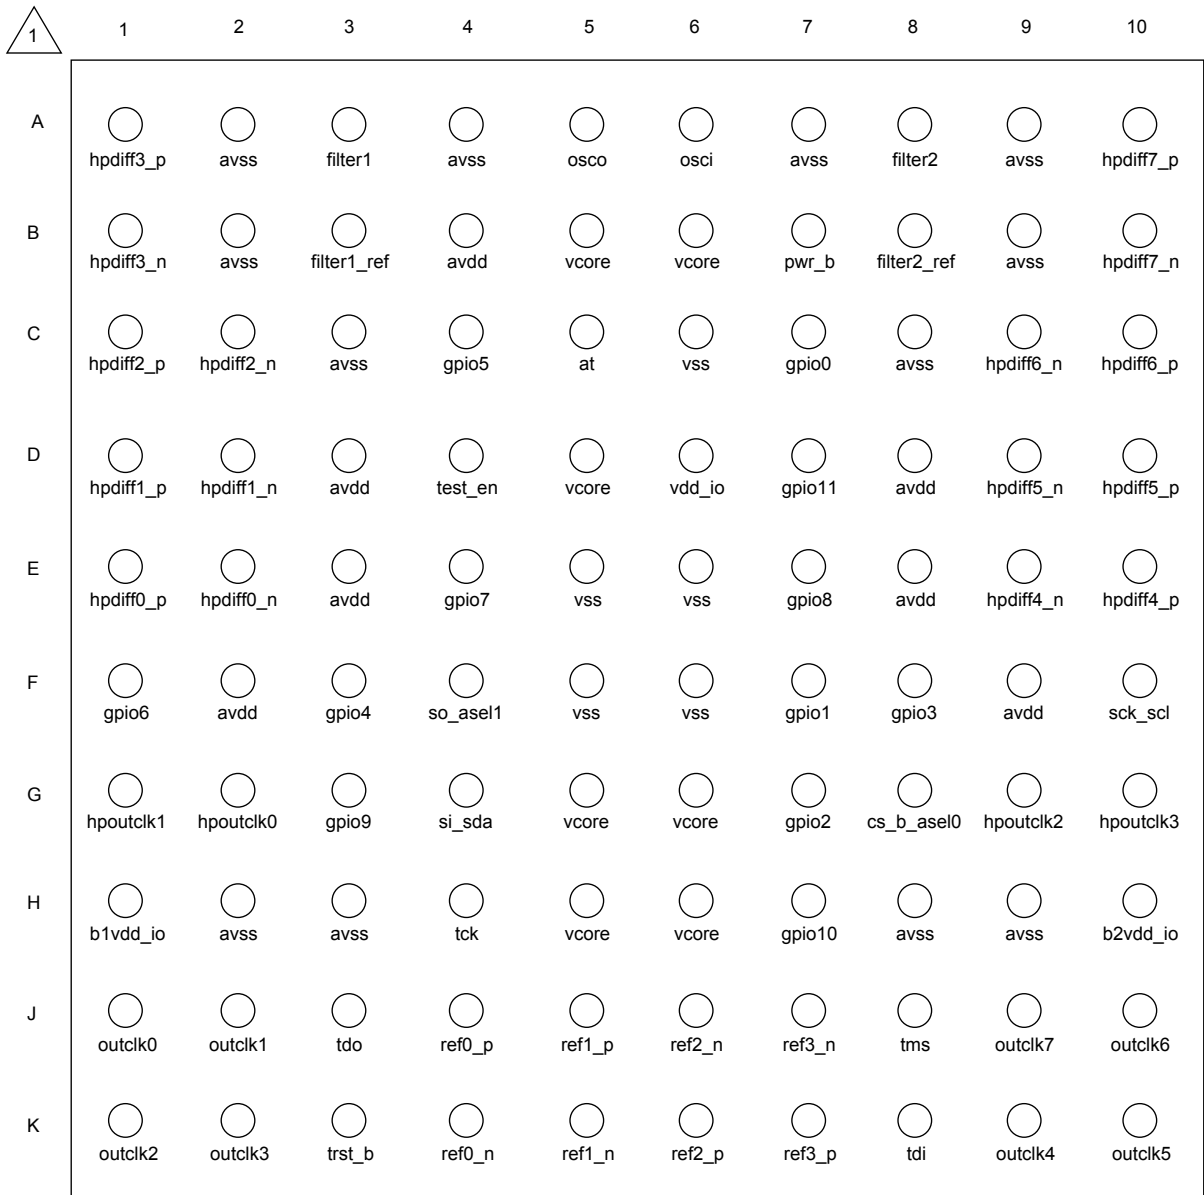 1 1 2 3 4 5 6 7 8 9 10
A
hpdiff3_p avss filter1 avss osco osci avss filter2 avss hpdiff7_p
B
hpdiff3_n avss filter1_ref avdd vcore vcore pwr_b filter2_ref avss hpdiff7_n
C
hpdiff2_p hpdiff2_n avss gpio5 at vss gpio0 avss hpdiff6_n hpdiff6_p
D
hpdiff1_p hpdiff1_n avdd test_en vcore vdd_io gpio11 avdd hpdiff5_n hpdiff5_p
E
hpdiff0_p hpdiff0_n avdd gpio7 vss vss gpio8 avdd hpdiff4_n hpdiff4_p
F
gpio6 avdd gpio4 so_asel1 vss vss gpio1 gpio3 avdd sck_scl
G
hpoutclk1 hpoutclk0 gpio9 si_sda vcore vcore gpio2 cs_b_asel0 hpoutclk2 hpoutclk3
H
b1vdd_io avss avss tck vcore vcore gpio10 avss avss b2vdd_io
J
outclk0 outclk1 tdo ref0_p ref1_p ref2_n ref3_n tms outclk7 outclk6
K
outclk2 outclk3 trst_b ref0_n ref1_n ref2_p ref3_p tdi outclk4 outclk5